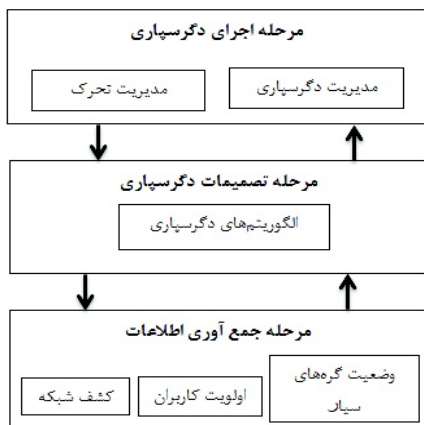 مرحله اجرای دگرسپاری
مدیریت دگرسپاری
مدیریت تحرک
مرحله تصمیمات دگرسپاری
الگوریتم‌های دگرسپاری
مرحله جمع آوری اطلاعات
وضعیت گره‌های
سیار
اولویت کاربران
کشف شبکه